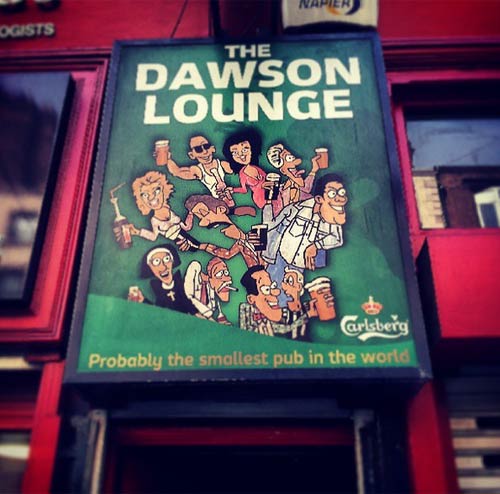 OGISTS
NAPIER
THE
DAWSON
LOUNGE
Carlsberg
Probably the smallest pub in the world